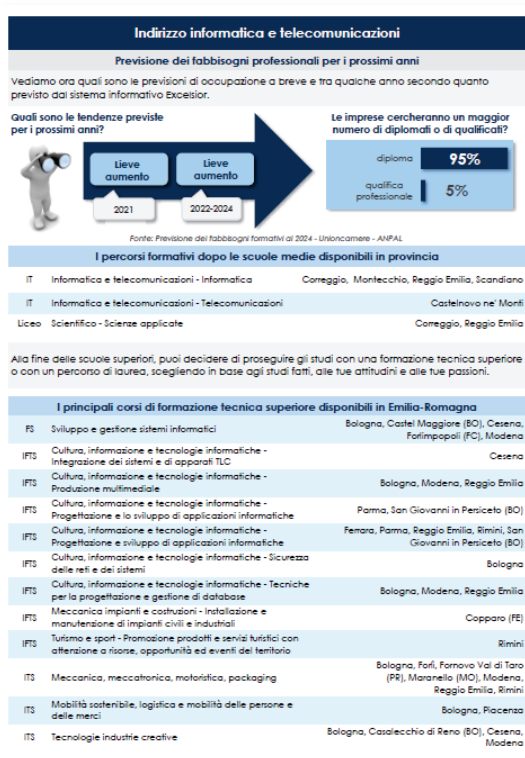 Indirizzo informatica e telecomunicazioni
Previsione dei fabbisogni professionali per i prossimi anni
Vediamo ora quali sono le previsioni di occupazione a breve e tra qualche anno secondo quanto
previsto dal sistema informativo Excelsior.
Quali sono le tendenze previste
per i prossimi anni?
Lieve
aumento
2021
Lieve
aumento
2022-2024
Le imprese cercheranno un maggior
numero di diplomati o di qualificati?
diploma 95%
qualifica
professionale 5%
Fonte: Previsione dei fabbisogni formativi al 2024 - Unioncamere - ANPAL
I percorsi formativi dopo le scuole medie disponibili in provincia
IT Informatica e telecomunicazioni - Informatica Correggio, Montecchio, Reggio Emilia, Scandiano
IT Informatica e telecomunicazioni - Telecomunicazioni Castelnovo ne' Monti
Liceo Scientifico - Scienze applicate Correggio, Reggio Emilia
Alla fine delle scuole superiori, puoi decidere di proseguire gli studi con una formazione tecnica superiore
o con un percorso di laurea, scegliendo in base agli studi fatti, alle tue attitudini e alle tue passioni.
I principali corsi di formazione tecnica superiore disponibili in Emilia-Romagna
FS Sviluppo e gestione sistemi informatici Bologna, Castel Maggiore (BO), Cesena,
Forlimpopoli (FC), Modena
IFTS Cultura, informazione e tecnologie informatiche -
Integrazione dei sistemi e di apparati TLC Cesena
IFTS Cultura, informazione e tecnologie informatiche -
Produzione multimediale Bologna, Modena, Reggio Emilia
IFTS Cultura, informazione e tecnologie informatiche -
Progettazione e lo sviluppo di applicazioni informatiche Parma, San Giovanni in Persiceto (BO)
IFTS Cultura, informazione e tecnologie informatiche -
Progettazione e sviluppo di applicazioni informatiche Ferrara, Parma, Reggio Emilia, Rimini, San
Giovanni in Persiceto (BO)
IFTS Cultura, informazione e tecnologie informatiche - Sicurezza
delle reti e dei sistemi Bologna
IFTS Cultura, informazione e tecnologie informatiche - Tecniche
per la progettazione e gestione di database Bologna, Modena, Reggio Emilia
IFTS Meccanica impianti e costruzioni - Installazione e
manutenzione di impianti civili e industriali Copparo (FE)
IFTS Turismo e sport - Promozione prodotti e servizi turistici con
attenzione a risorse, opportunità ed eventi del territorio Rimini
ITS Meccanica, meccatronica, motoristica, packaging Bologna, Forlì, Fornovo Val di Taro
(PR), Maranello (MO), Modena,
Reggio Emilia, Rimini
ITS Mobilità sostenibile, logistica e mobilità delle persone e
delle merci Bologna, Piacenza
ITS Tecnologie industrie creative Bologna, Casalecchio di Reno (BO), Cesena,
Modena